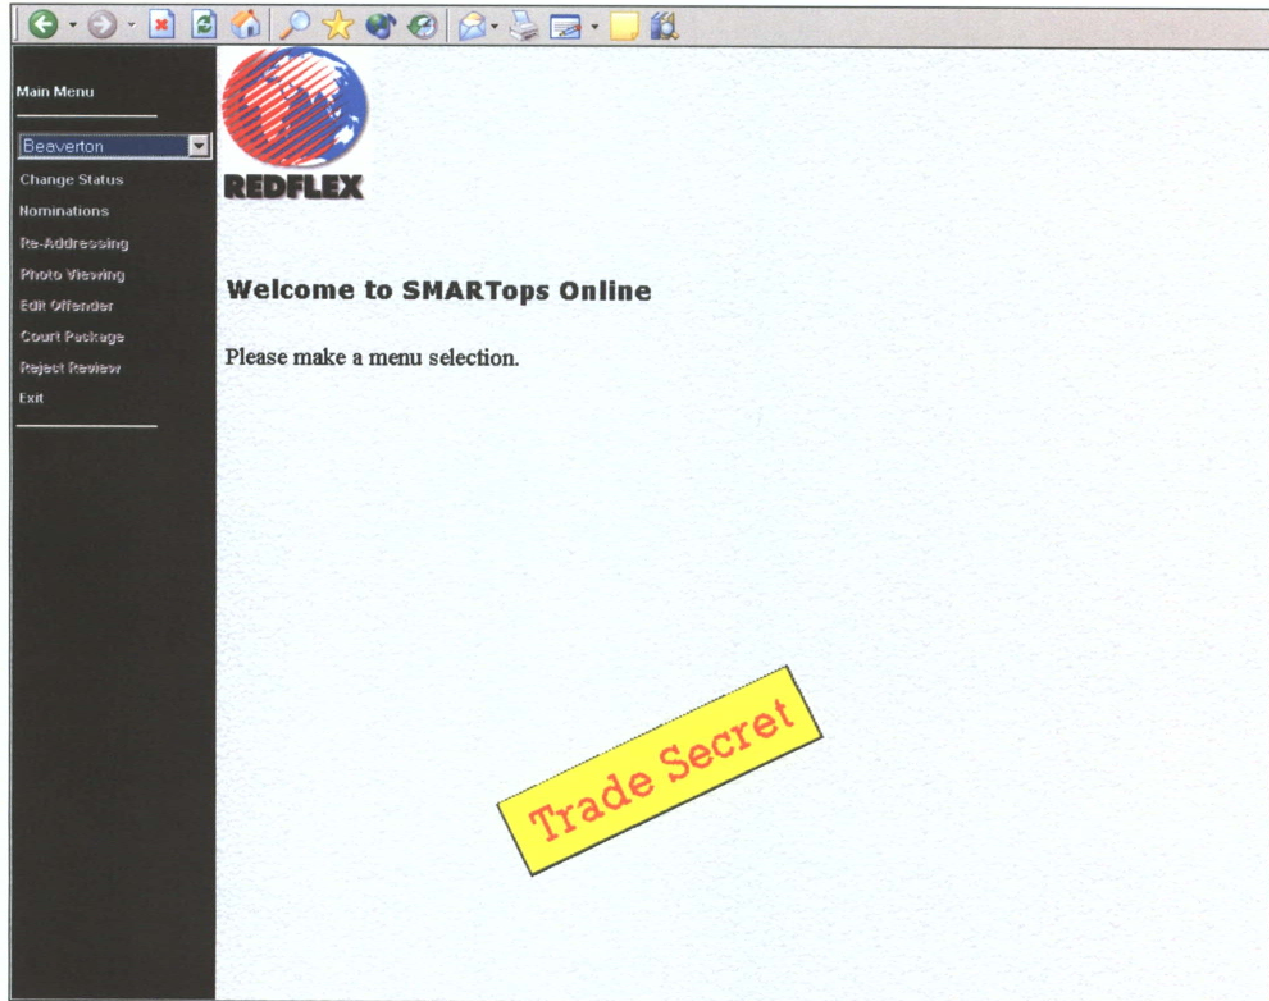 Main Menu
Beaverton
Change Status
Nominations
Re-Addressing
Photo Viewing
Edit Offender
Court Package
Reject Review
Exit
REDFLEX
Welcome to SMARTops Online
Please make a menu selection.
Trade Secret